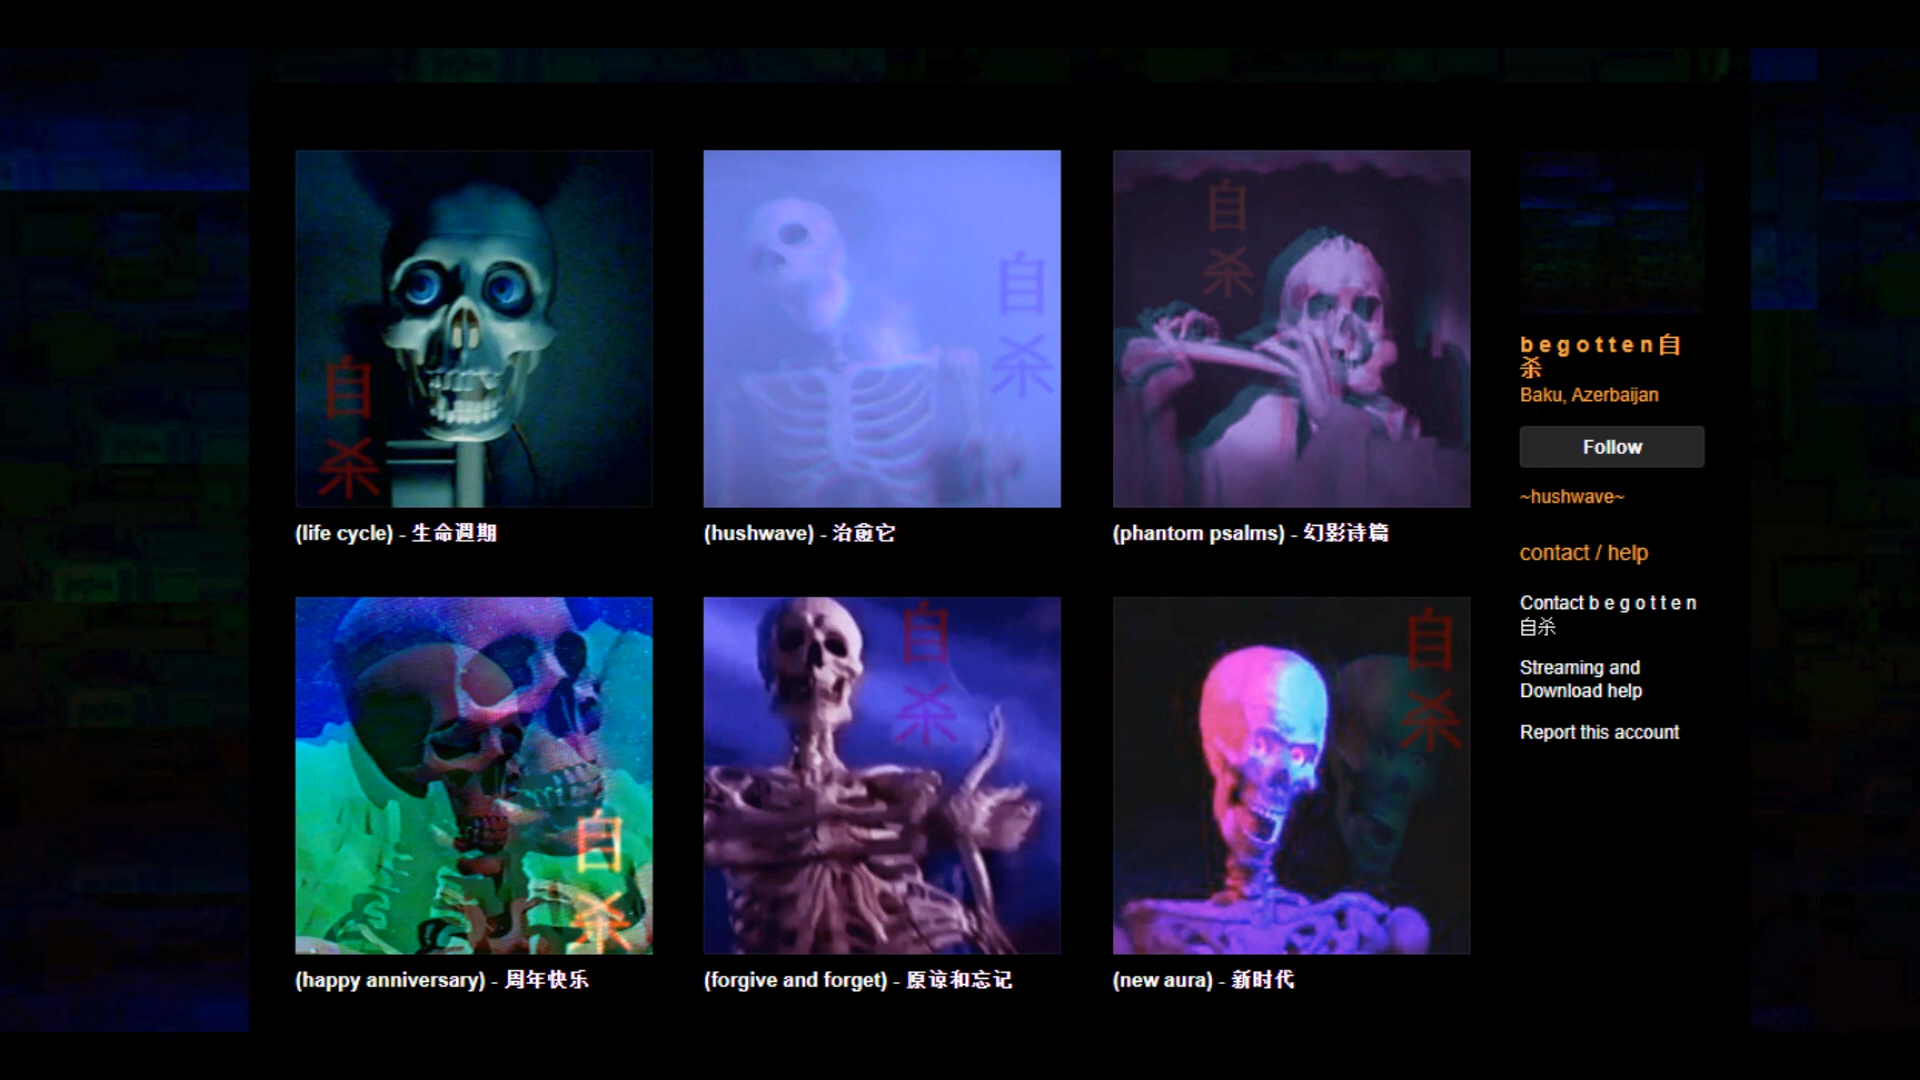 自
杀
自
杀
自
杀
(life cycle) - 生命週期
(hushwave) - 治愈它
(phantom psalms) - 幻影诗篇
自
杀
自
杀
自
杀
(happy anniversary) - 周年快乐
(forgive and forget) - 原谅和忘记
(new aura) - 新时代
b e g o t t e n 自
杀
Baku, Azerbaijan
Follow
~hushwave~
contact / help
Contact b e g o t t e n
自杀
Streaming and
Download help
Report this account